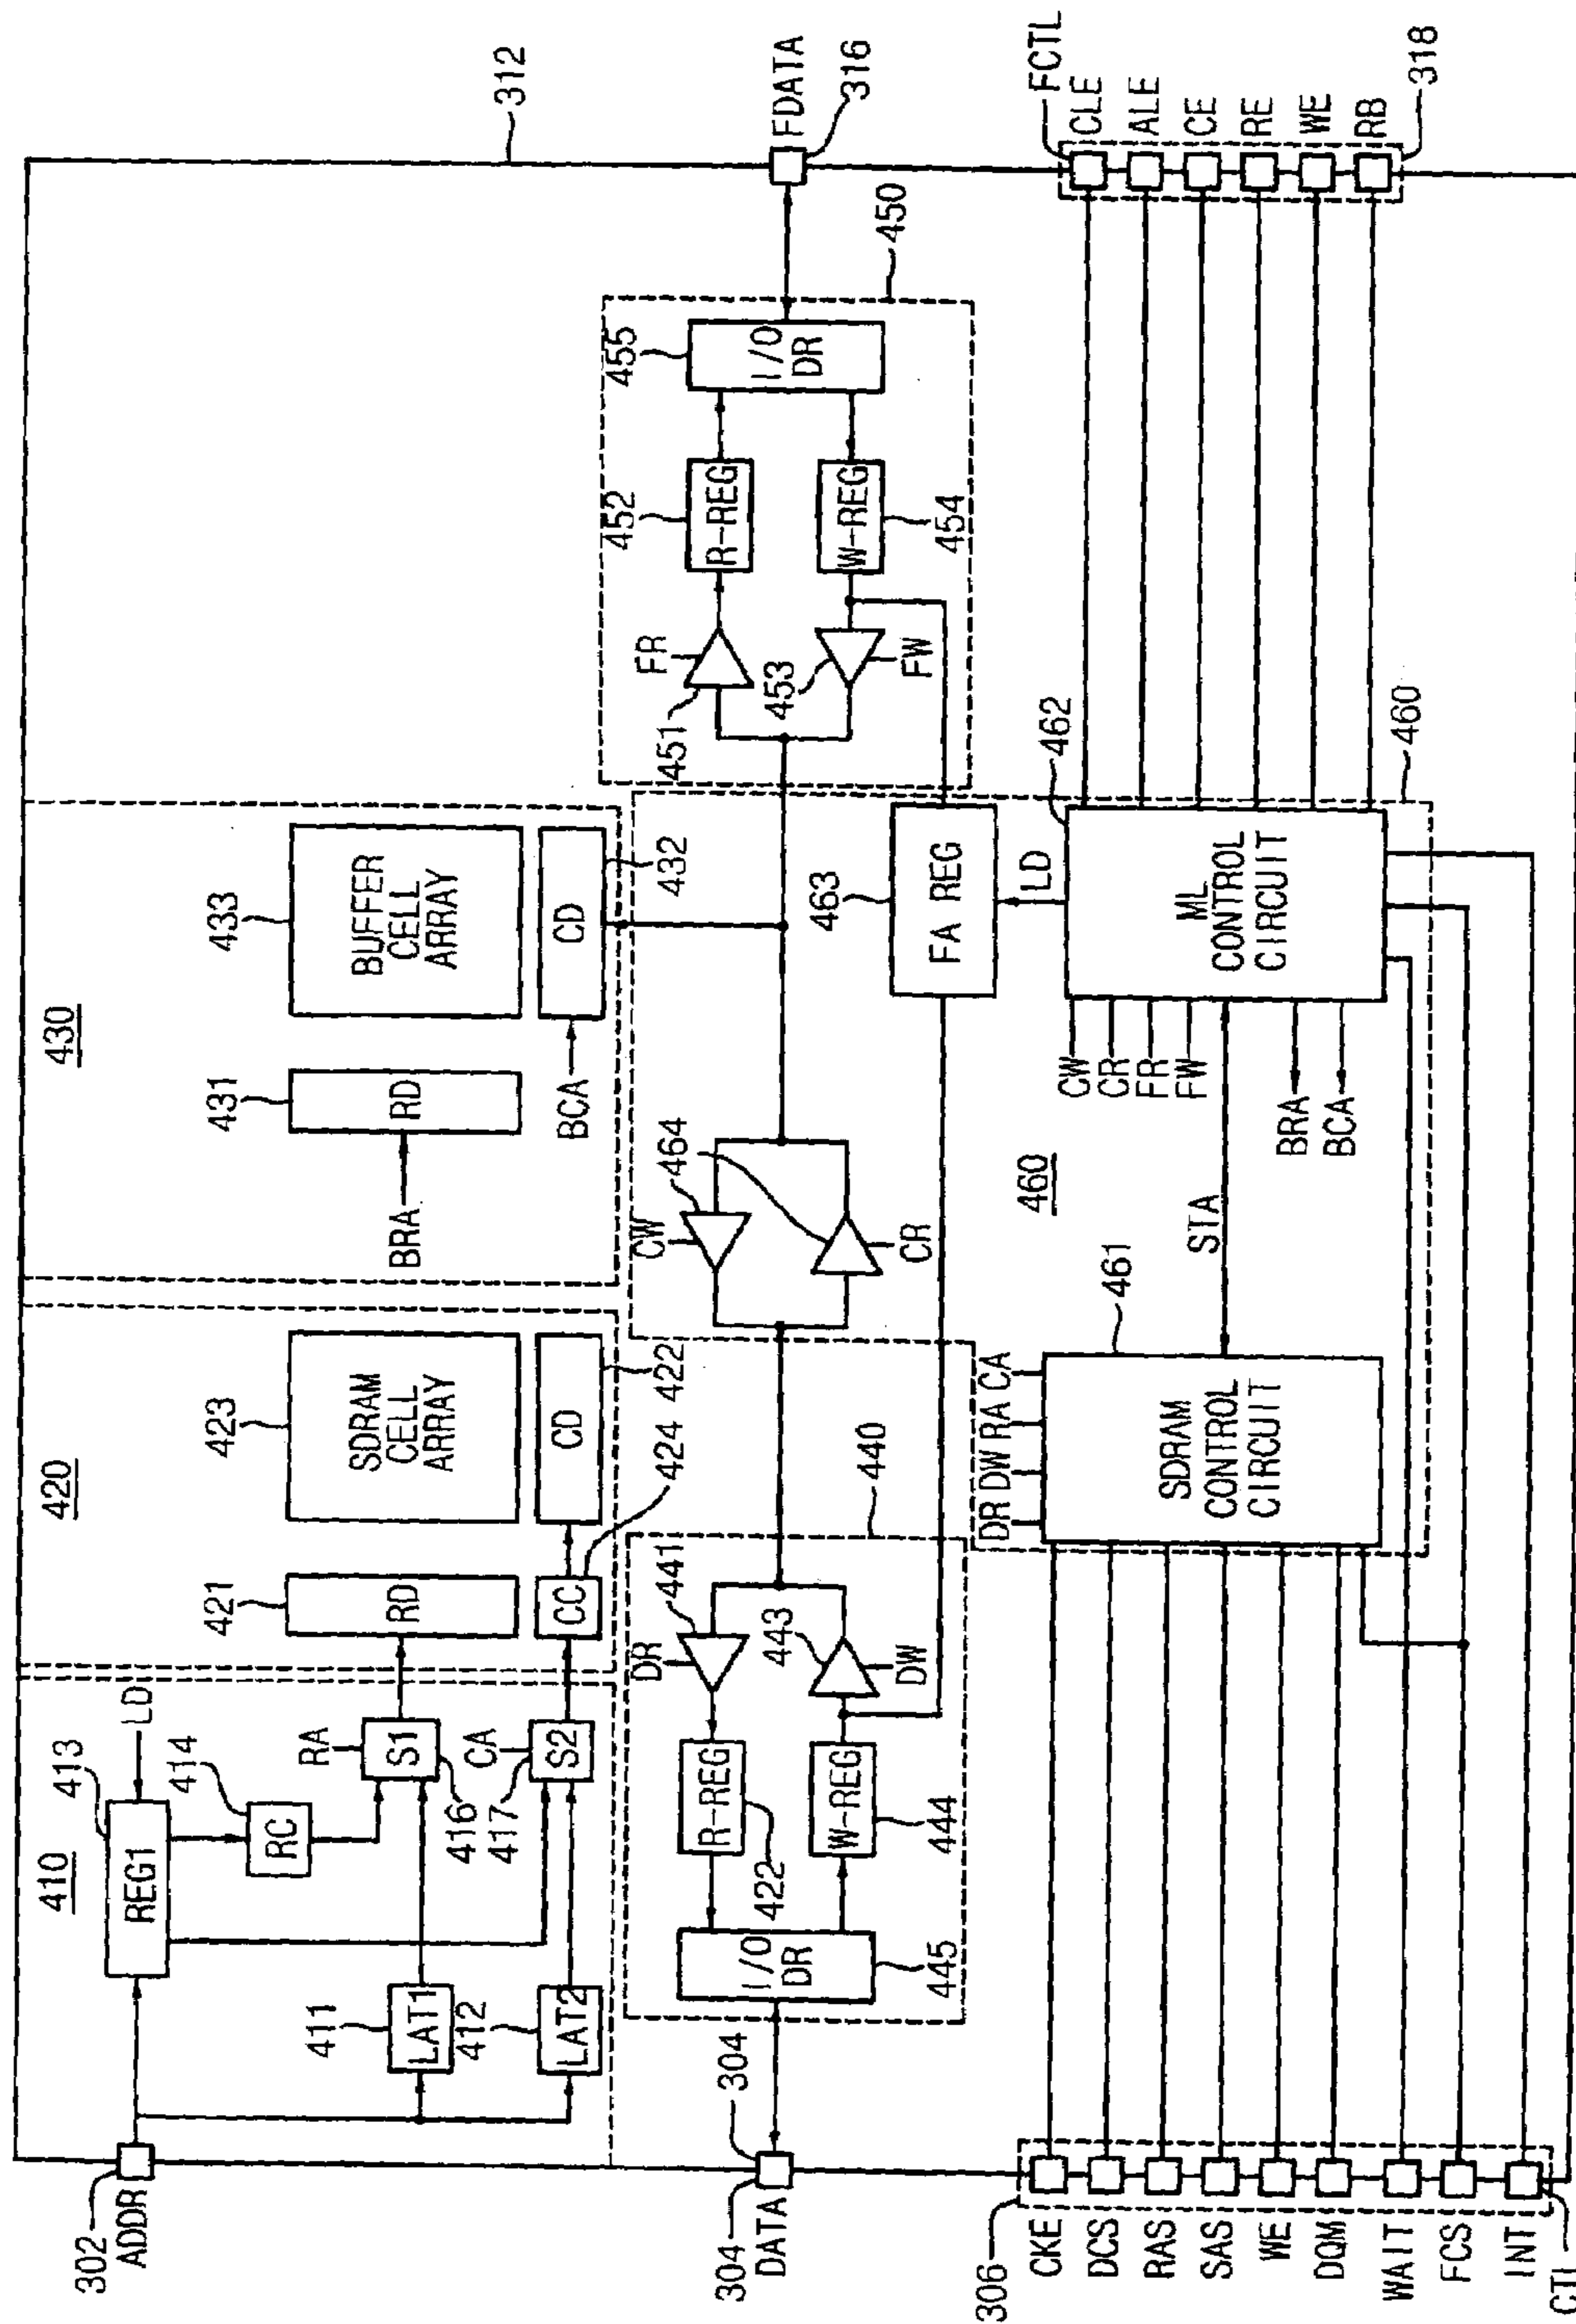 312
302
ADDR
410
413
REG1
LD
414
RC
RA
S1
416
CA
417
S2
411
LAT1
412
LAT2
420
421
RD
423
SDRAM
CELL
ARRAY
CD
422
CC
424
430
BRA
431
RD
433
BUFFER
CELL
ARRAY
BCA
CD
432
304
DATA
304
445
I/O
DR
R-REG
422
DR
441
W-REG
444
443
DW
440
CW
464
CR
463
FA REG
LD
FR
451
452
R-REG
453
FW
W-REG
454
455
I/O
DR
450
FDATA
316
306
CKE
DCS
RAS
SAS
WE
DQM
WAIT
FCS
INT
CTL
DR
DW
RA
CA
461
SDRAM
CONTROL
CIRCUIT
STA
460
CW
CR
FR
FW
BRA
BCA
462
ML
CONTROL
CIRCUIT
460
FCTL
CLE
ALE
CE
RE
WE
RB
318